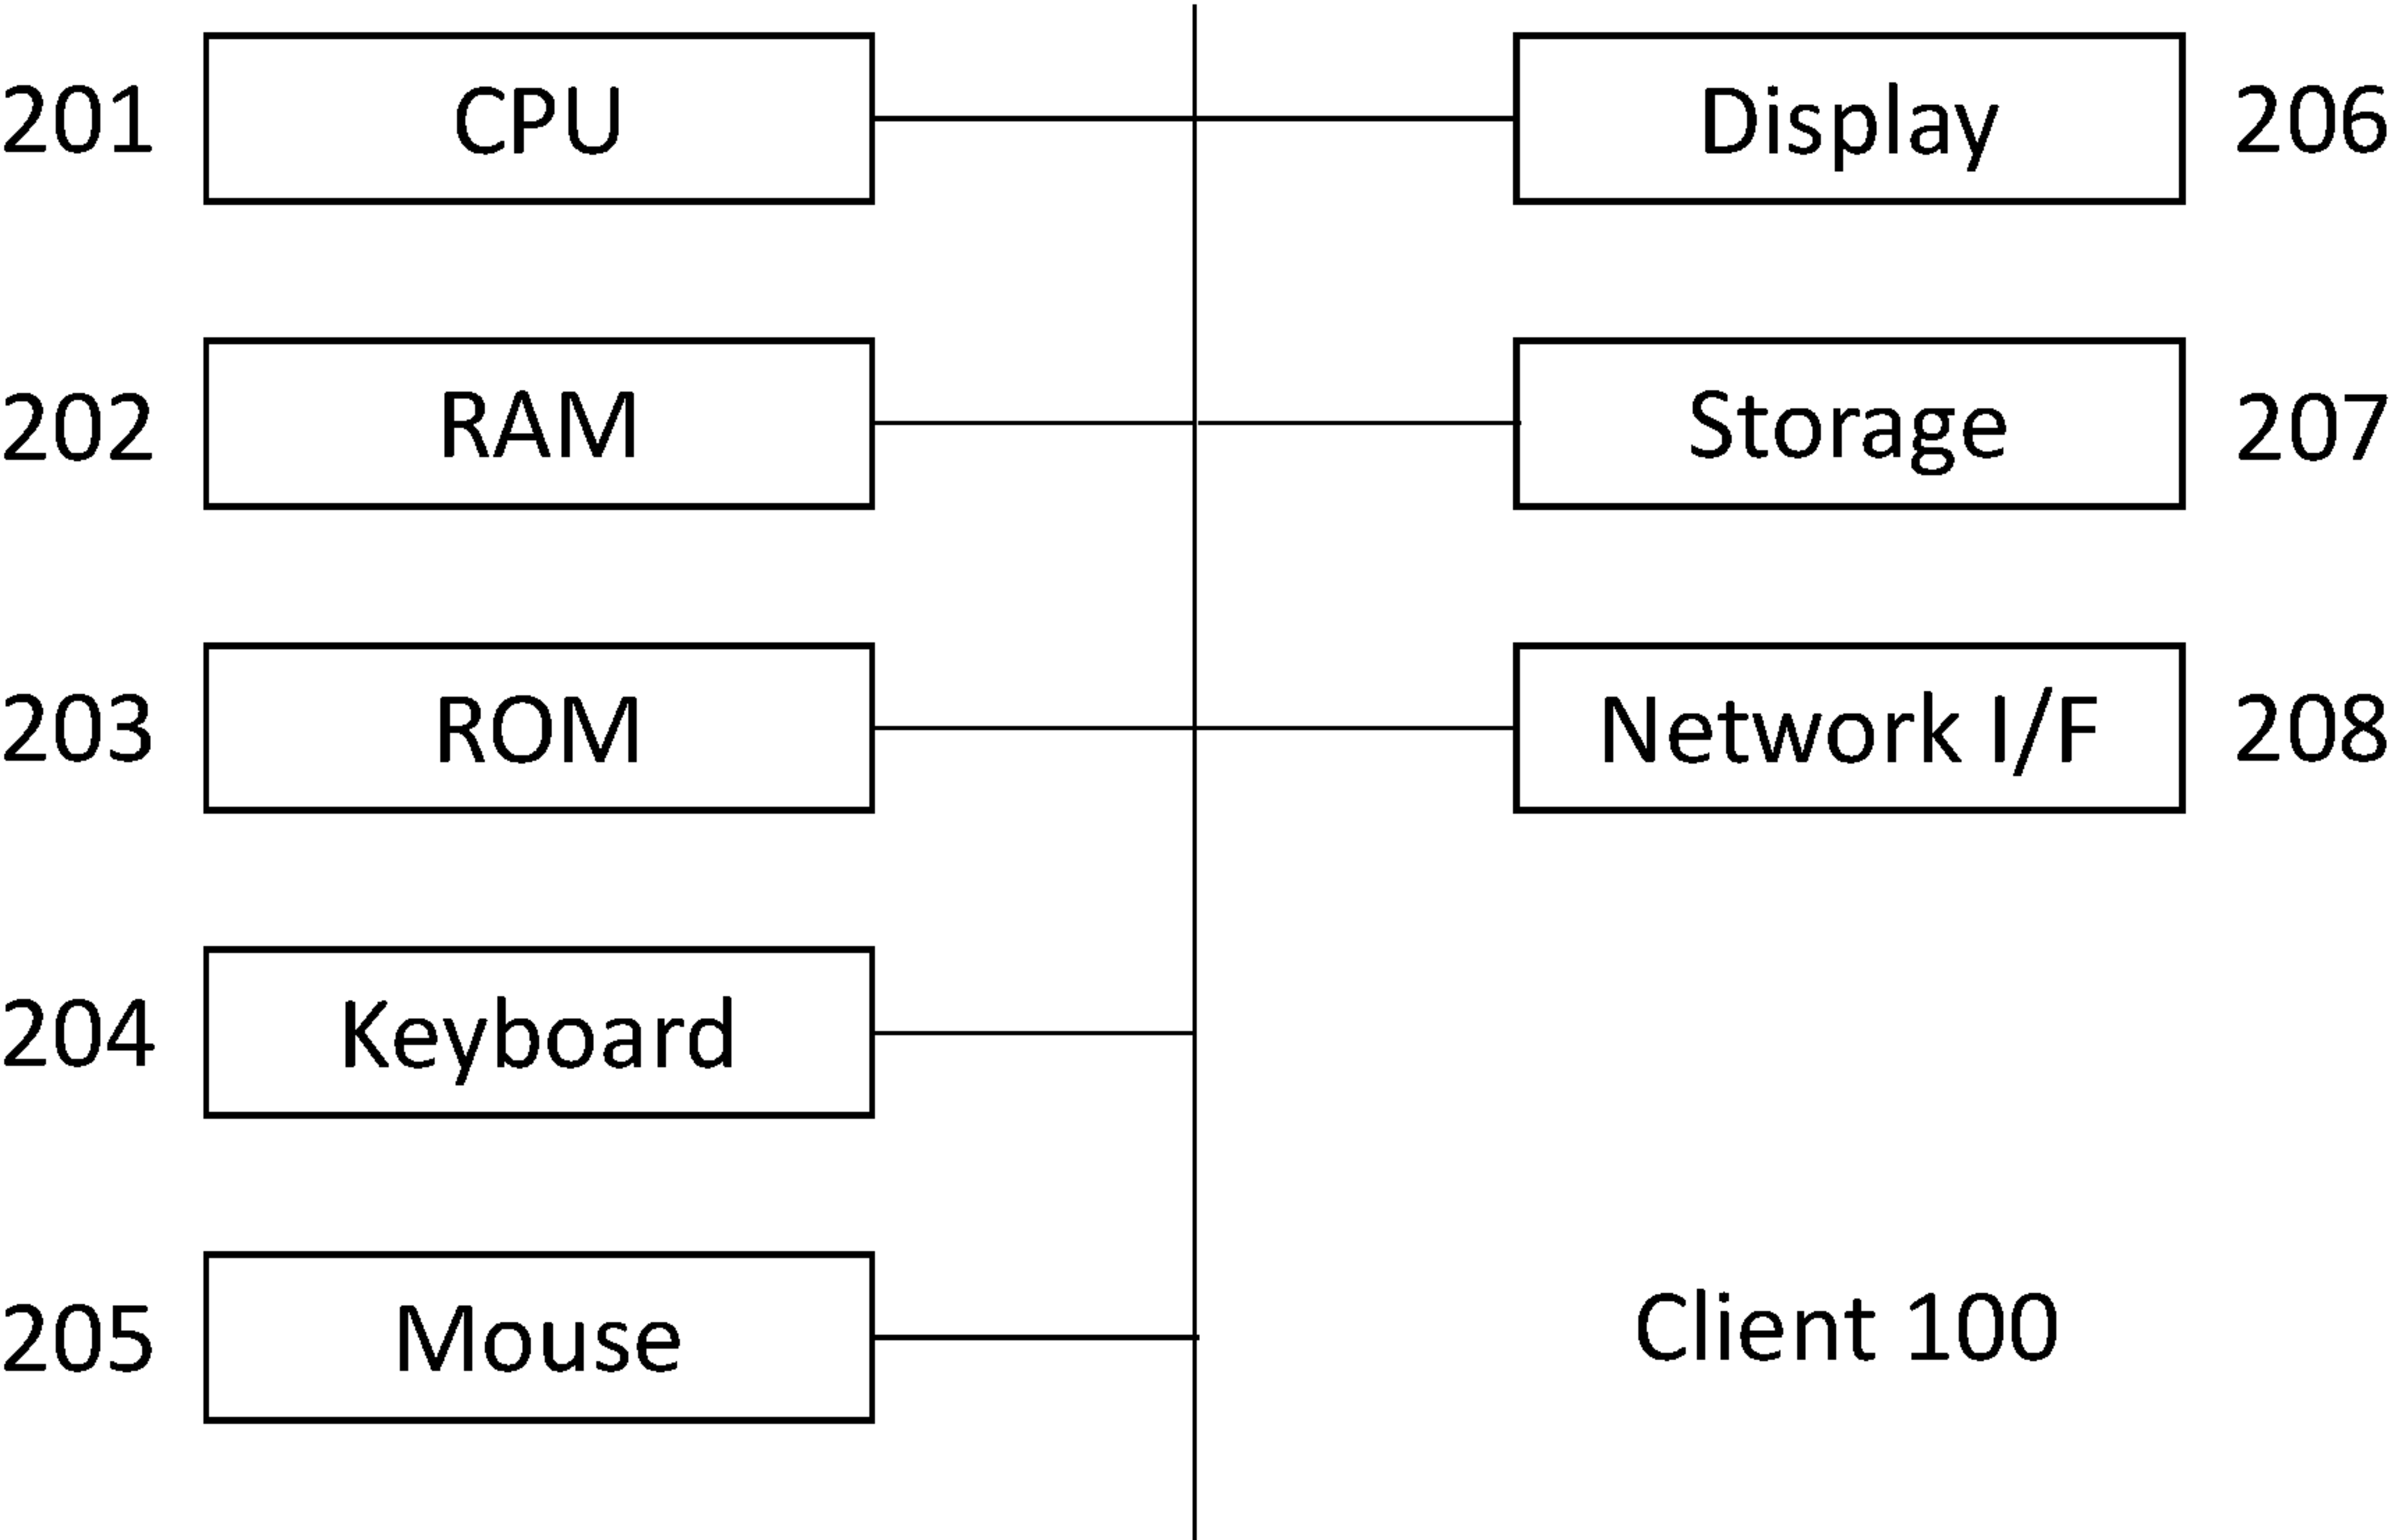 201 CPU Display 206
202 RAM Storage 207
203 ROM Network I/F 208
204 Keyboard
205 Mouse Client 100